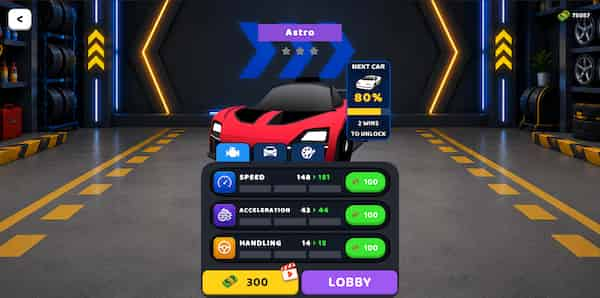 <
Astro
NEXT CAR
80%
2 WINS
TO UNLOCK
SPEED 148 › 181 100
ACCELERATION 43 › 44 100
HANDLING 14 › 15 100
300
LOBBY